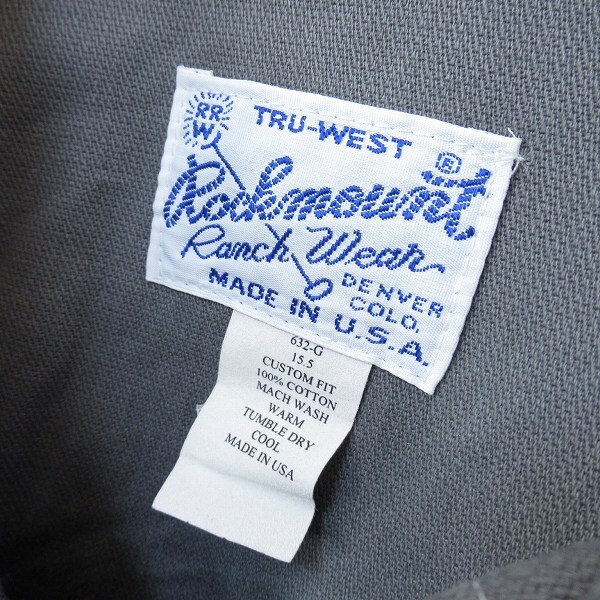 RR
W
TRU-WEST
®
Rockmount
Ranch Wear
DENVER
COLO.
MADE IN U.S.A.
632-G
15.5
CUSTOM FIT
100% COTTON
MACH WASH
WARM
TUMBLE DRY
COOL
MADE IN USA